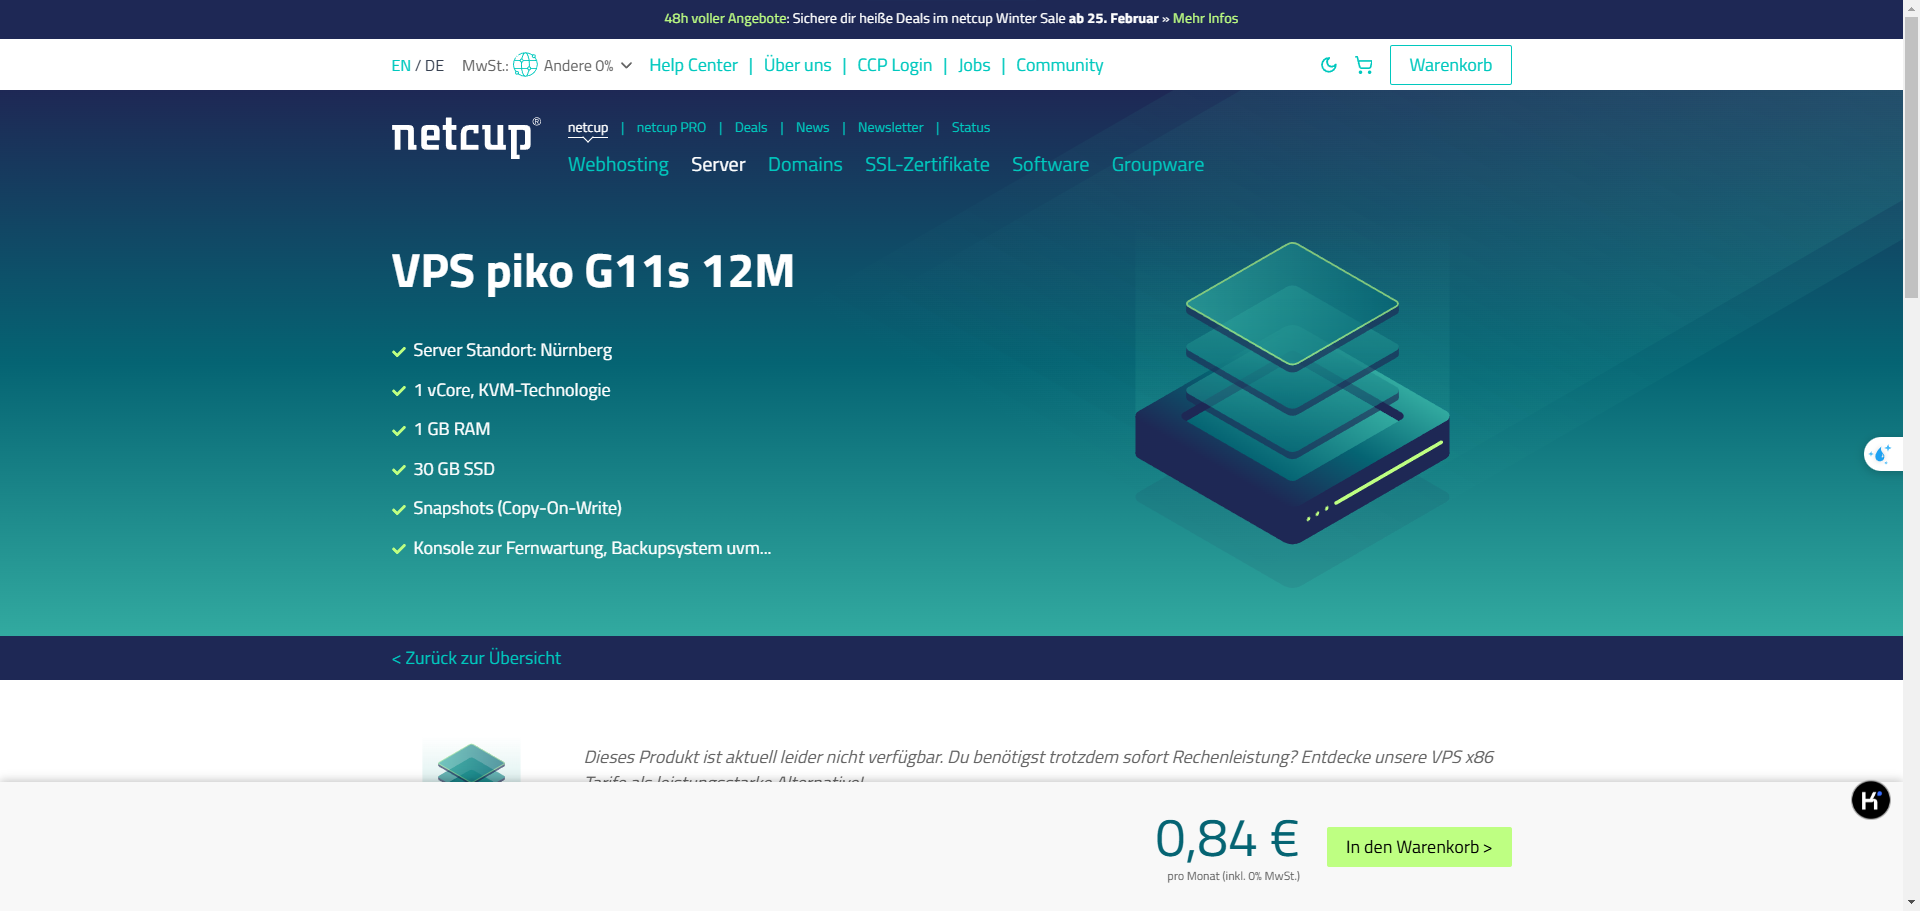 48h voller Angebote: Sichere dir heiße Deals im netcup Winter Sale ab 25. Februar » Mehr Infos
EN / DE MwSt.: Andere 0% Help Center | Über uns | CCP Login | Jobs | Community Warenkorb
netcup® netcup | netcup PRO | Deals | News | Newsletter | Status
Webhosting Server Domains SSL-Zertifikate Software Groupware
VPS piko G11s 12M
Server Standort: Nürnberg
1 vCore, KVM-Technologie
1 GB RAM
30 GB SSD
Snapshots (Copy-On-Write)
Konsole zur Fernwartung, Backupsystem uvm...
< Zurück zur Übersicht
Dieses Produkt ist aktuell leider nicht verfügbar. Du benötigst trotzdem sofort Rechenleistung? Entdecke unsere VPS x86
Tarife als leistungsstarke Alternative!
K
0,84 €
In den Warenkorb >
pro Monat (inkl. 0% MwSt.)